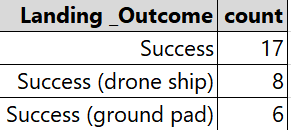 Landing _Outcome count
Success 17
Success (drone ship) 8
Success (ground pad) 6